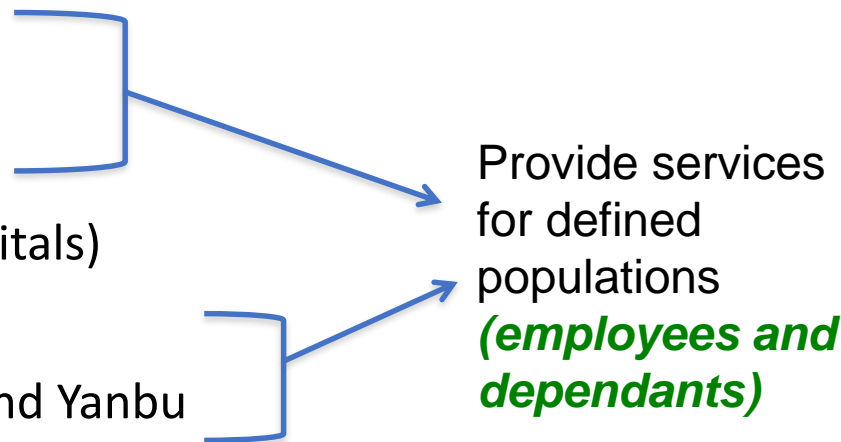 itals)
nd Yanbu
Provide services
for defined
populations
(employees and
dependants)